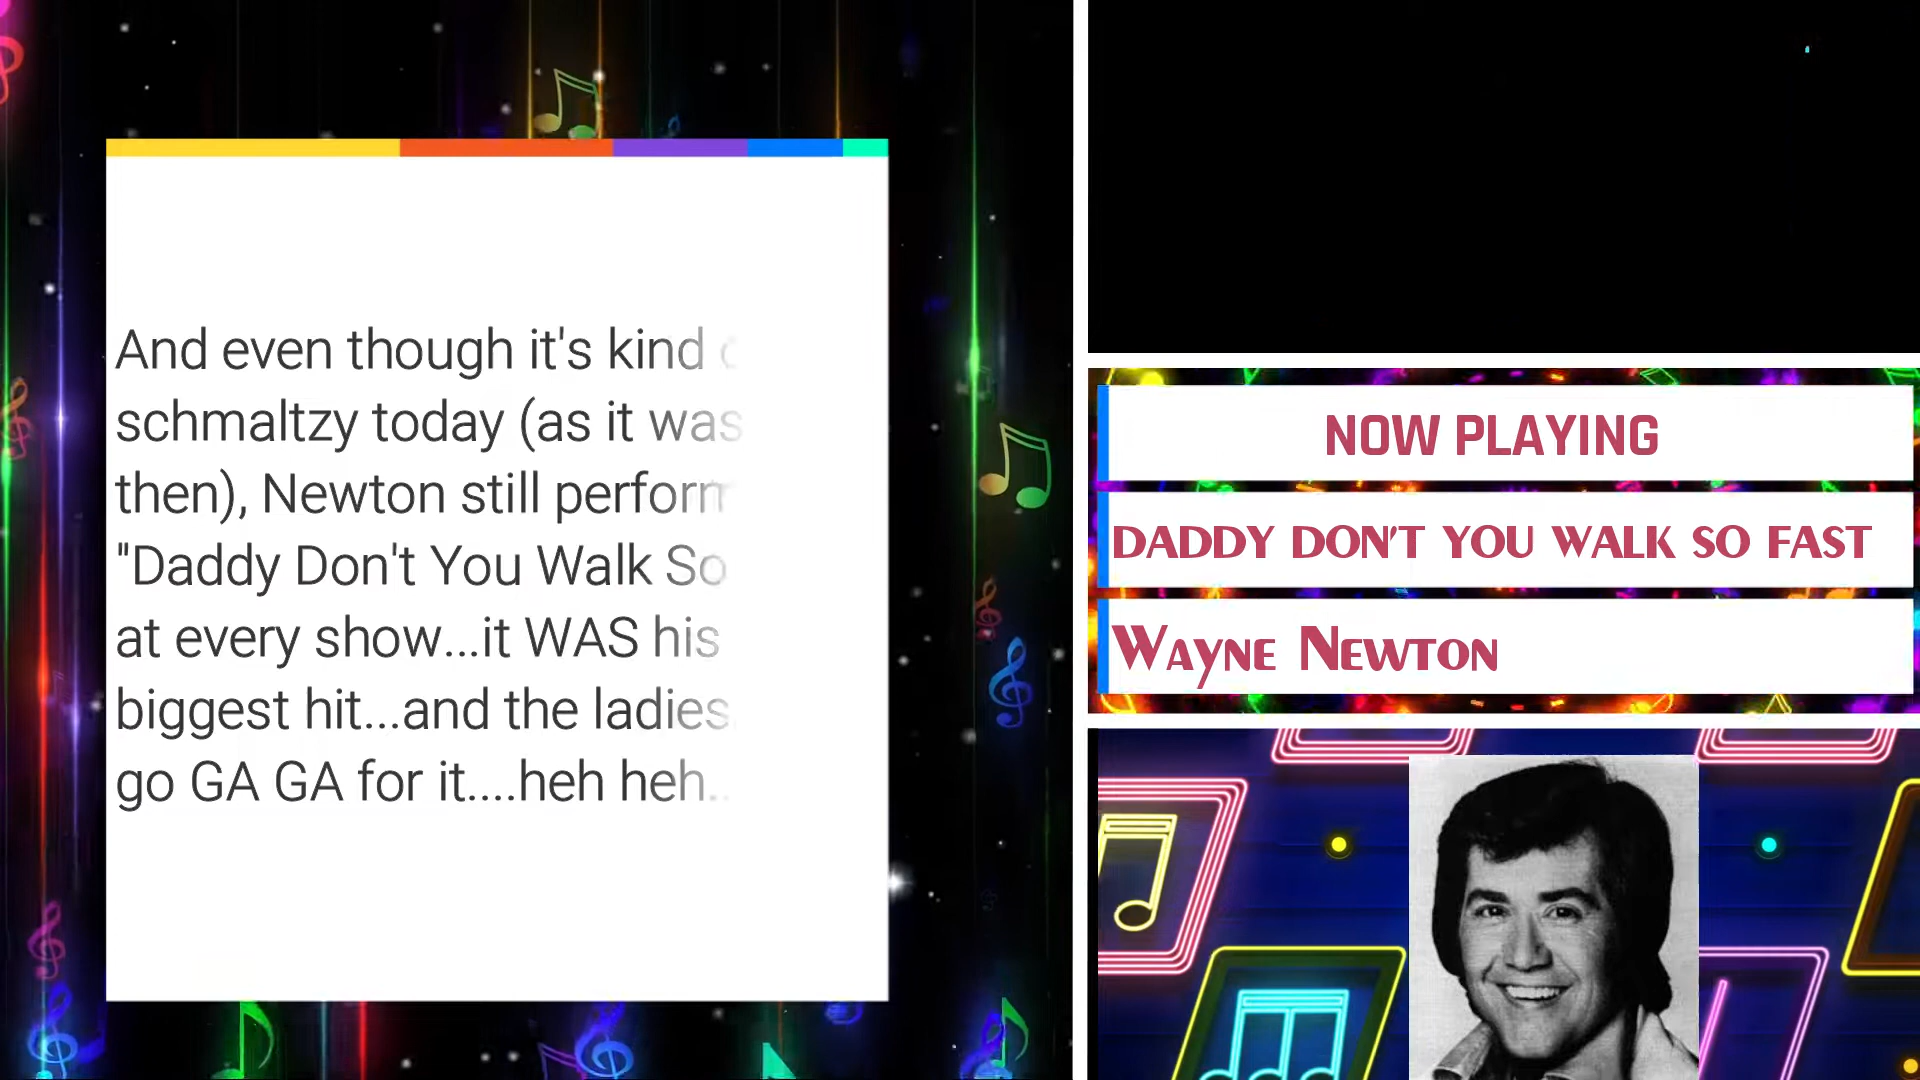 And even though it's kind
schmaltzy today (as it was
then), Newton still perform
"Daddy Don't You Walk So
at every show...it WAS his
biggest hit...and the ladies
go GA GA for it....heh heh..
NOW PLAYING
DADDY DON'T YOU WALK SO FAST
WAYNE NEWTON